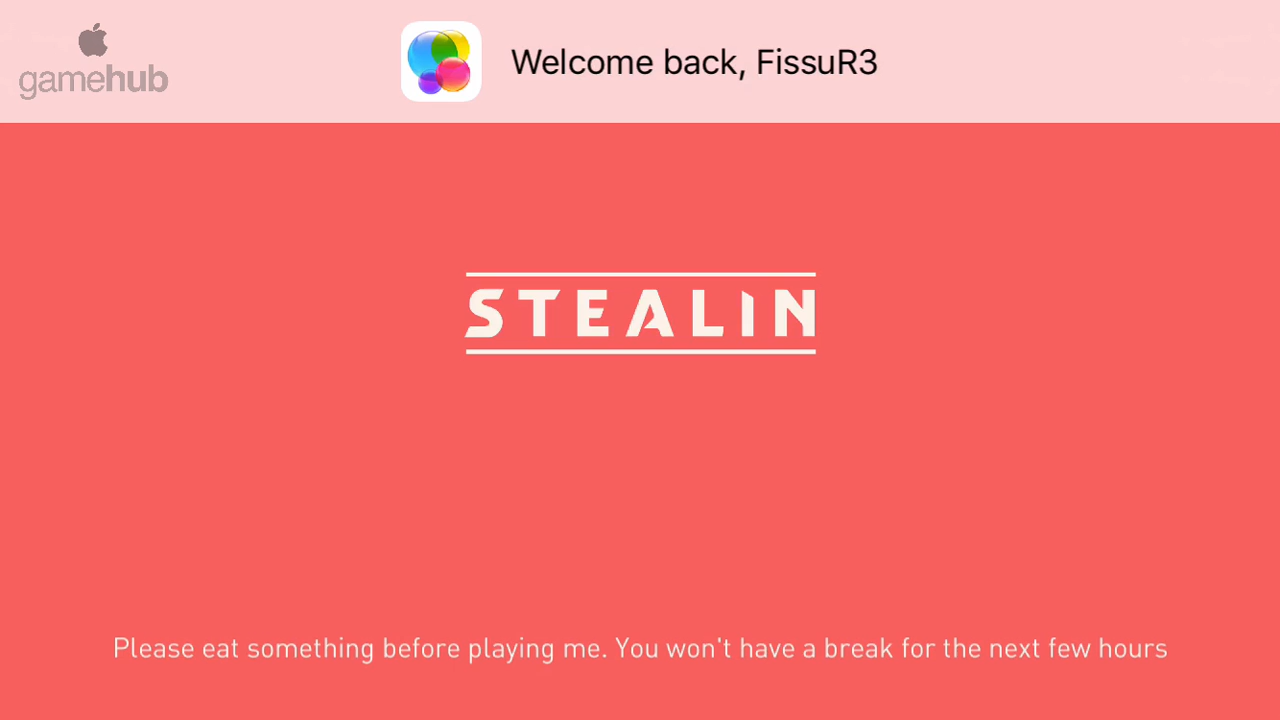 gamehub
Welcome back, FissuR3
STEALIN
Please eat something before playing me. You won't have a break for the next few hours